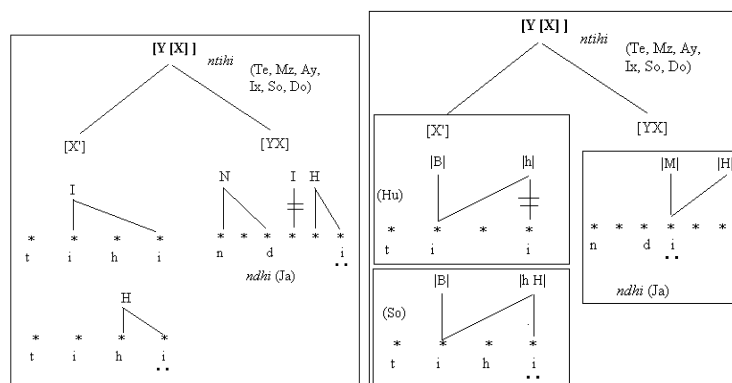 [Y [X] ]
ntihi
(Te, Mz, Ay,
Ix, So, Do)
[X'] [YX]
I
* * * *
t i h i
N I H
* * * * * *
n d i
ndhi (Ja)
H
* * * *
t i h i
[Y [X] ]
ntihi
(Te, Mz, Ay,
Ix, So, Do)
[X'] [YX]
|B| |h|
(Hu)
* * * *
t i i
|M| |H|
* * * * * *
n d i
ndhi (Ja)
|B| |h H|
(So)
* * * *
t i h i